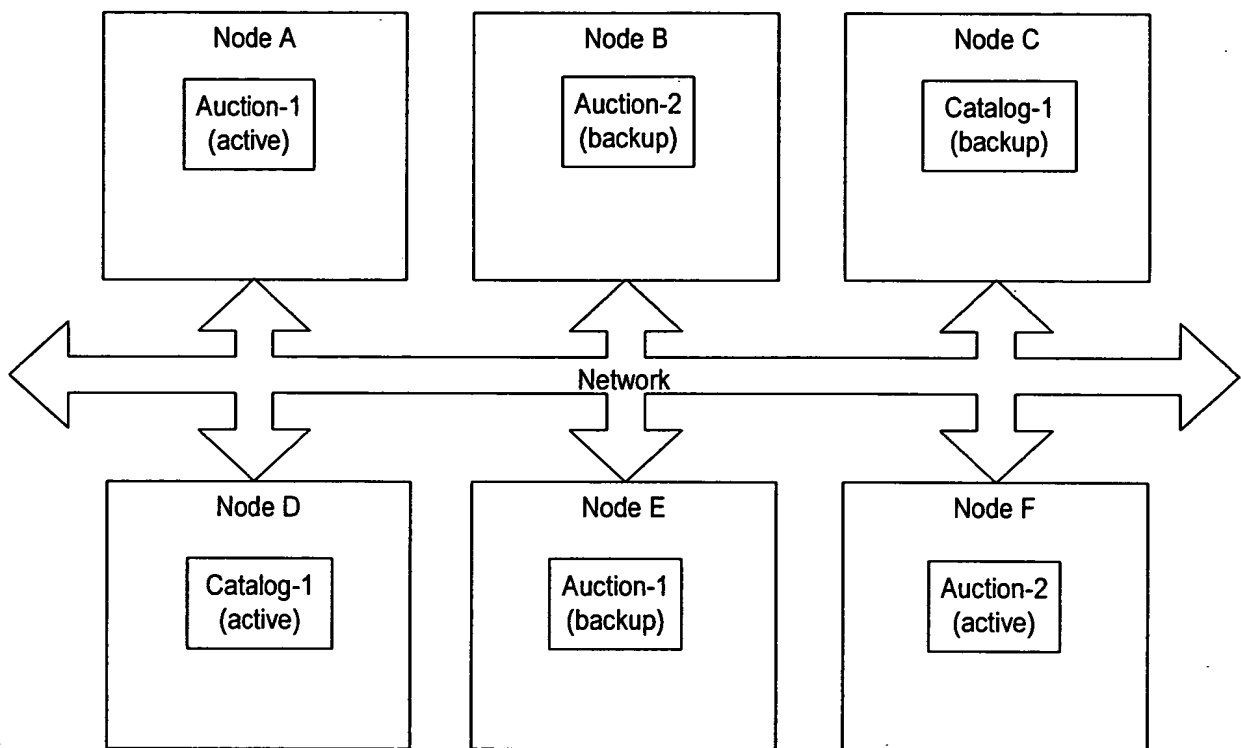 Node A
Auction-1
(active)
Node B
Auction-2
(backup)
Node C
Catalog-1
(backup)
Network
Node D
Catalog-1
(active)
Node E
Auction-1
(backup)
Node F
Auction-2
(active)